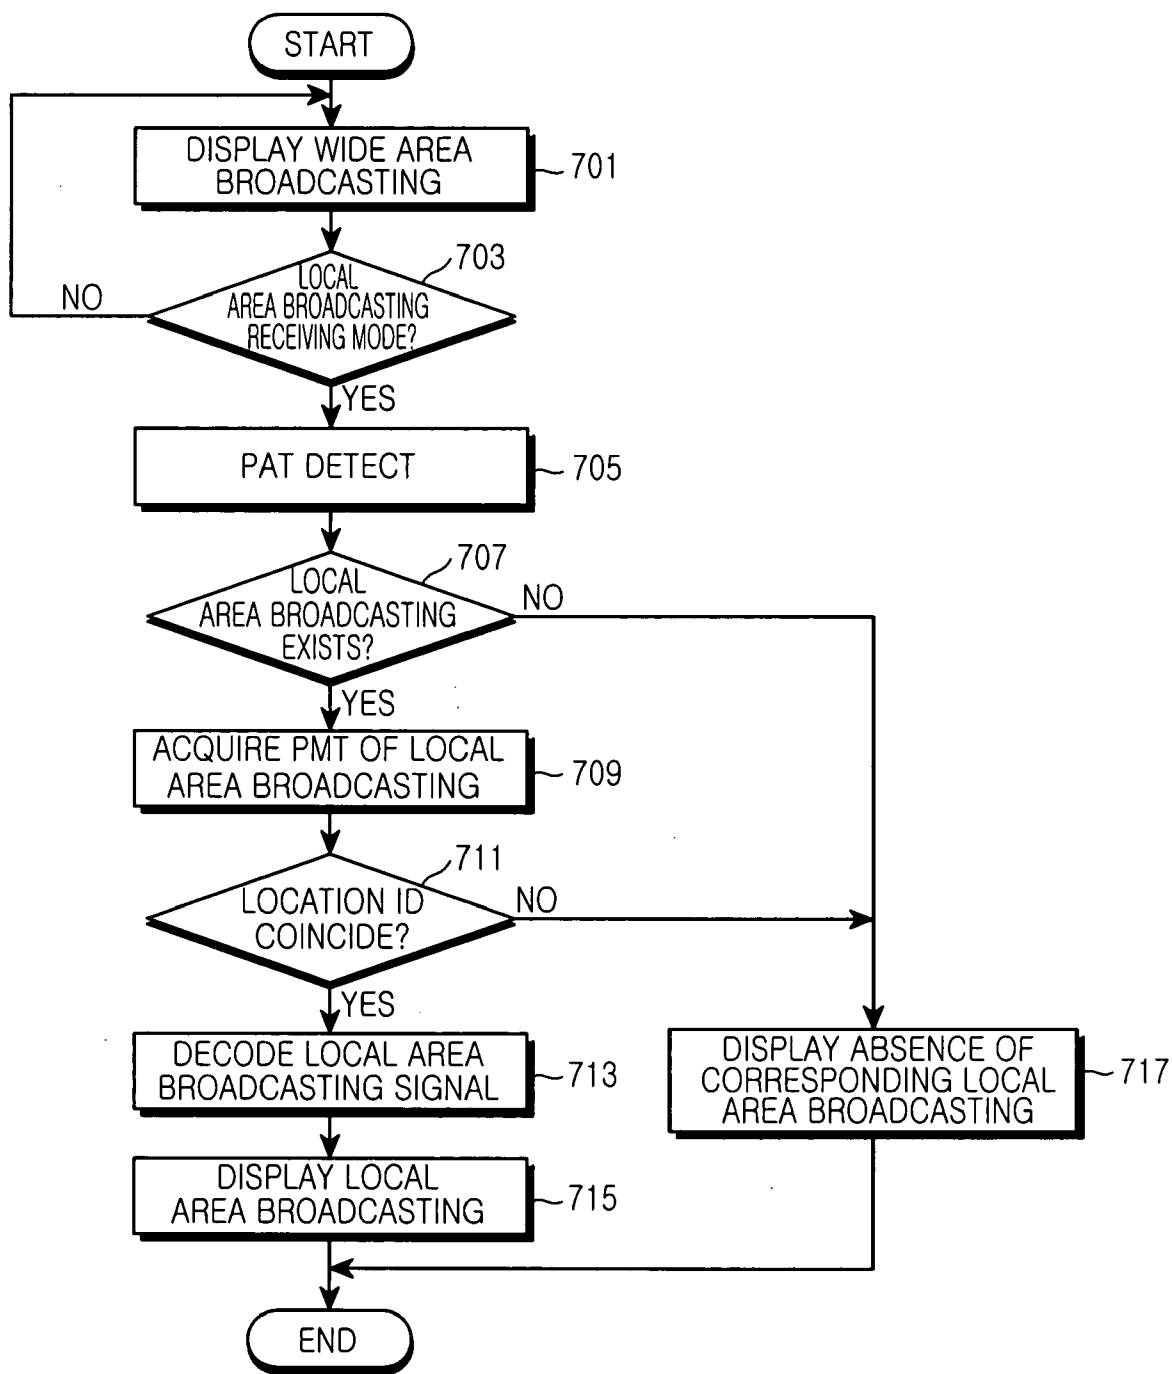 START
DISPLAY WIDE AREA
BROADCASTING
701
703
LOCAL
AREA BROADCASTING
RECEIVING MODE?
NO
YES
PAT DETECT
705
707
LOCAL
AREA BROADCASTING
EXISTS?
NO
YES
ACQUIRE PMT OF LOCAL
AREA BROADCASTING
709
711
LOCATION ID
COINCIDE?
NO
YES
DECODE LOCAL AREA
BROADCASTING SIGNAL
713
DISPLAY ABSENCE OF
CORRESPONDING LOCAL
AREA BROADCASTING
717
DISPLAY LOCAL
AREA BROADCASTING
715
END